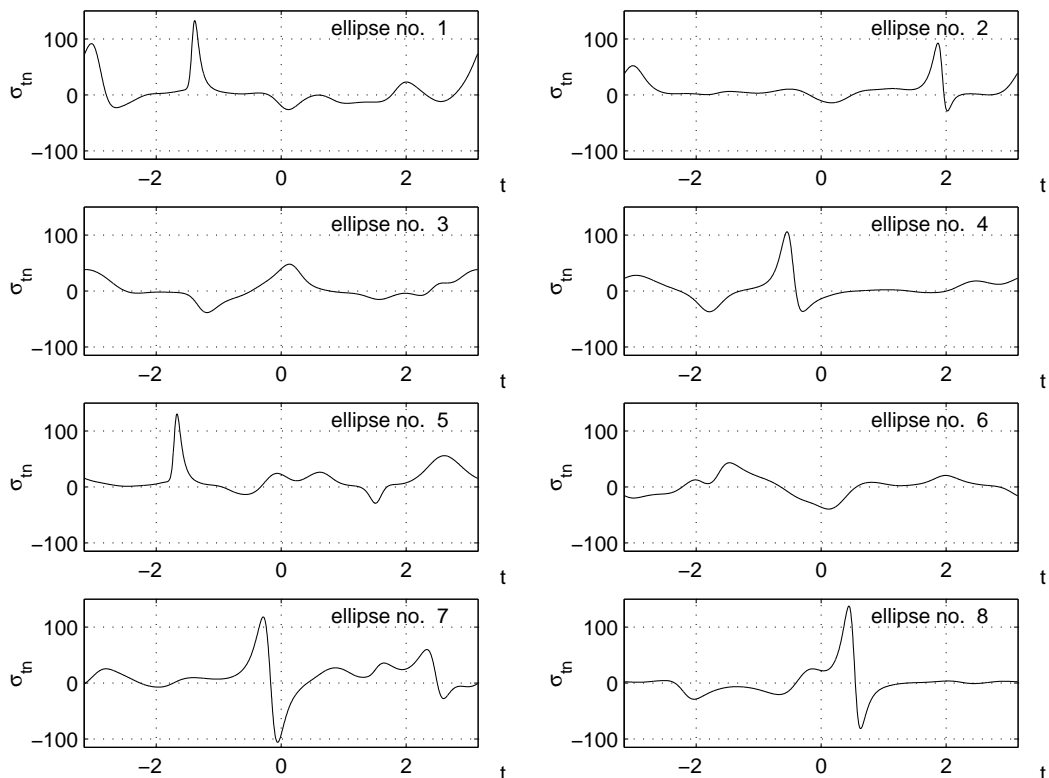 ellipse no. 1
100
0
−100
σtn
−2 0 2 t
ellipse no. 2
100
0
−100
σtn
−2 0 2 t
ellipse no. 3
100
0
−100
σtn
−2 0 2 t
ellipse no. 4
100
0
−100
σtn
−2 0 2 t
ellipse no. 5
100
0
−100
σtn
−2 0 2 t
ellipse no. 6
100
0
−100
σtn
−2 0 2 t
ellipse no. 7
100
0
−100
σtn
−2 0 2 t
ellipse no. 8
100
0
−100
σtn
−2 0 2 t